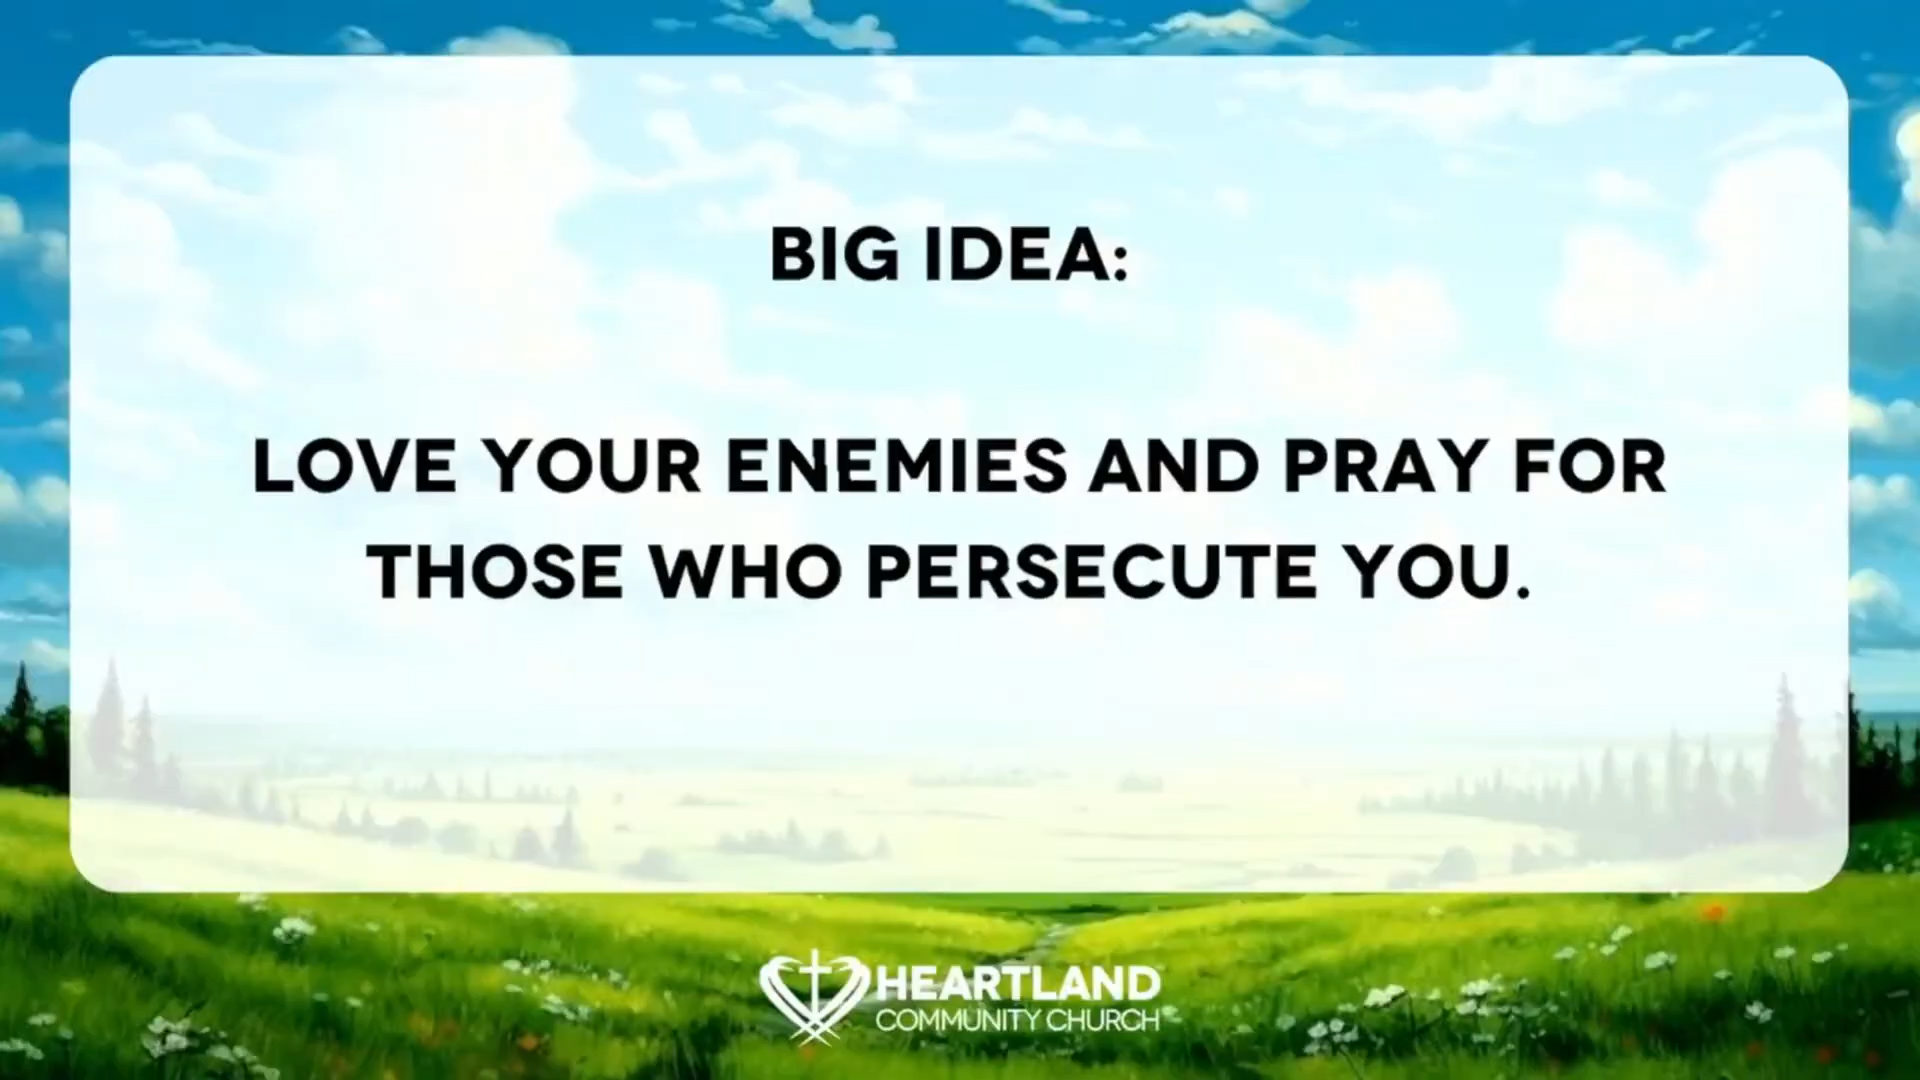 BIG IDEA:
LOVE YOUR ENEMIES AND PRAY FOR
THOSE WHO PERSECUTE YOU.
HEARTLAND
COMMUNITY CHURCH